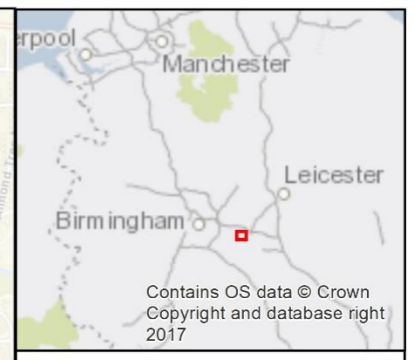 erpool
Manchester
Leicester
Birmingham
Contains OS data © Crown
Copyright and database right
2017